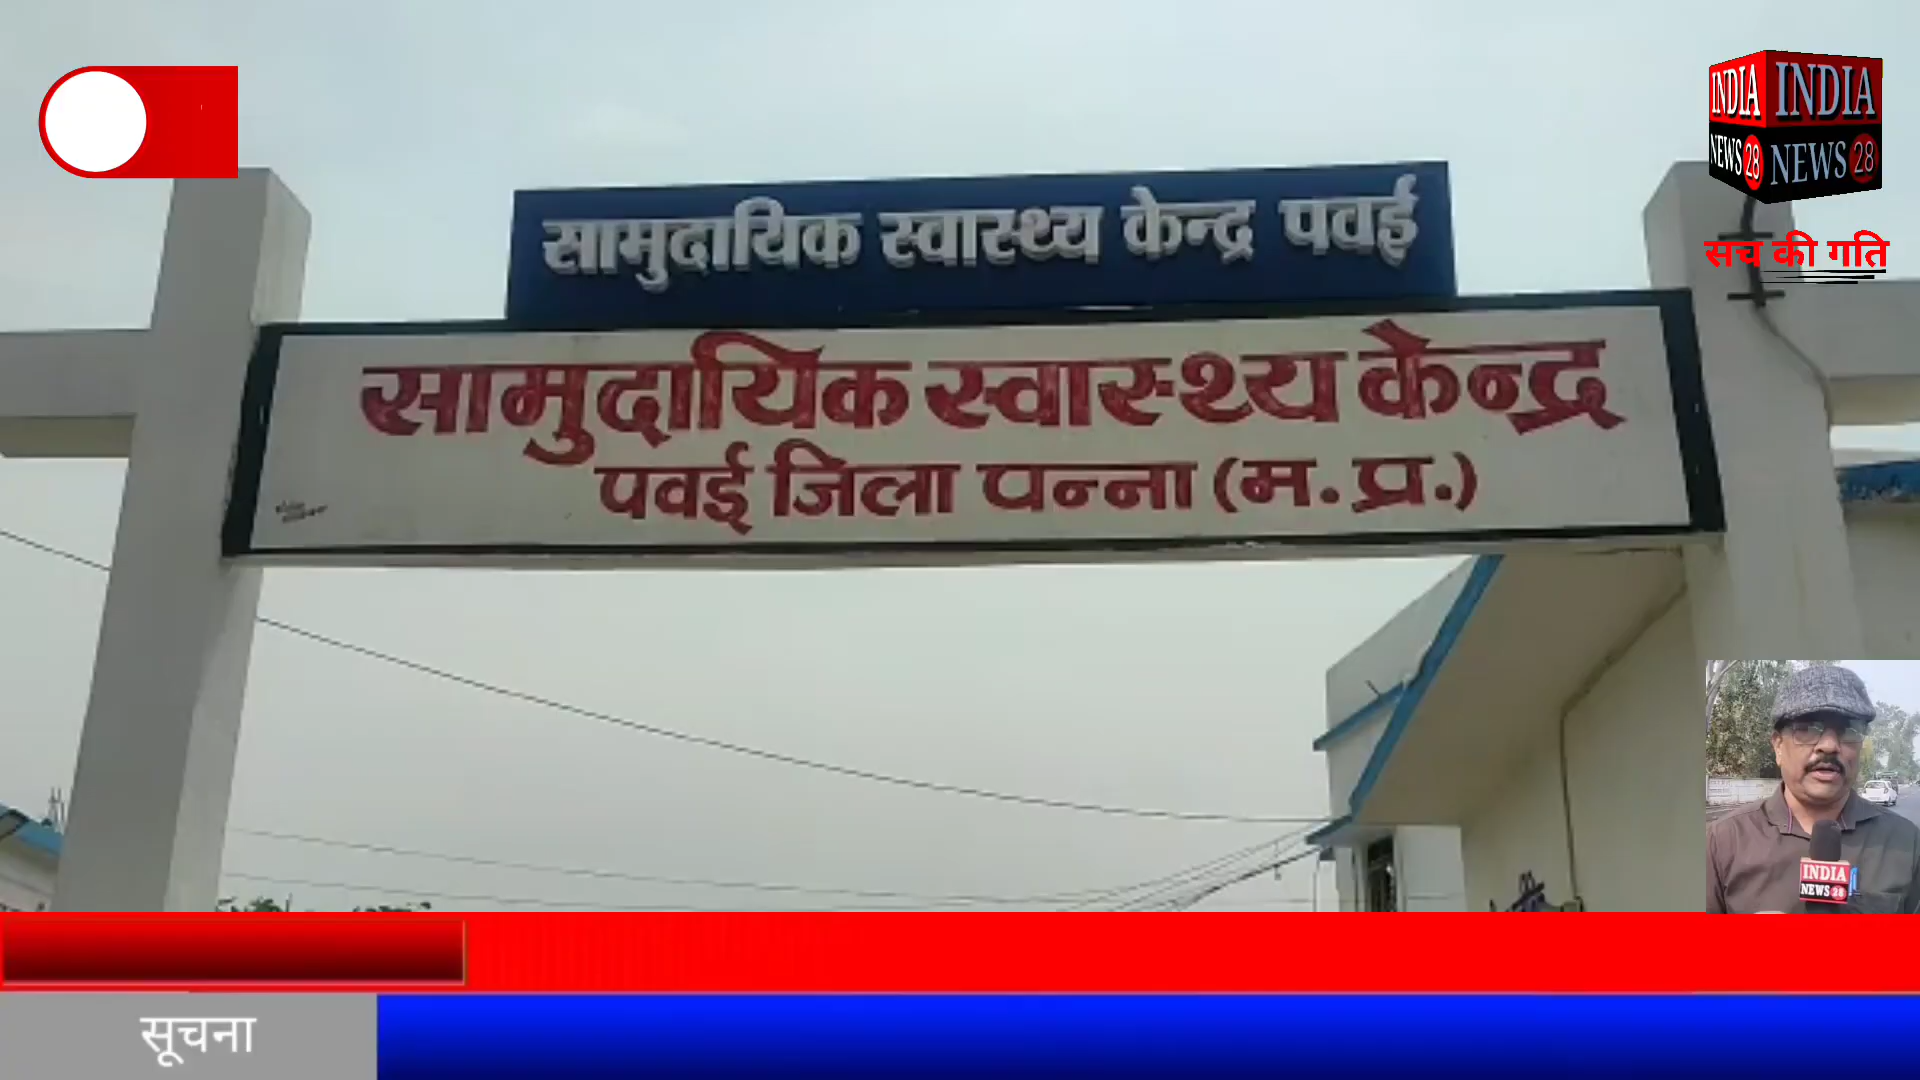 INDIA INDIA
NEWS 28 NEWS 28
सच की गति
सामुदायिक स्वास्थ्य केन्द्र पवई
सामुदायिक स्वास्थ्य केन्द्र
पवई जिला पन्ना (म.प्र.)
INDIA
NEWS 28
सूचना